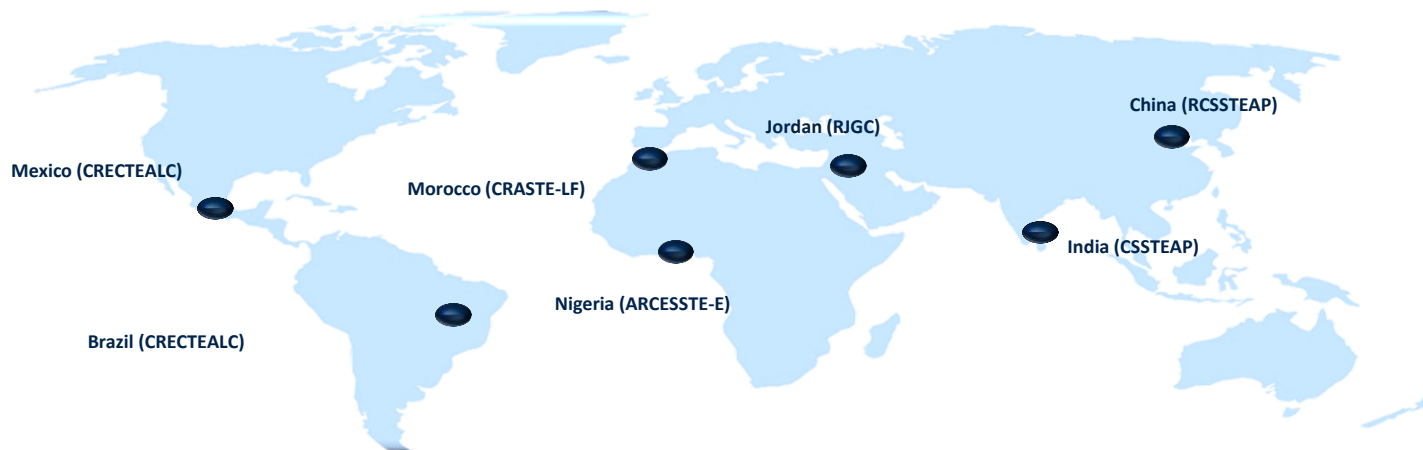 China (RCSSTEAP)
Jordan (RJGC)
Mexico (CRECTEALC)
Morocco (CRASTE-LF)
India (CSSTEAP)
Nigeria (ARCESSTE-E)
Brazil (CRECTEALC)